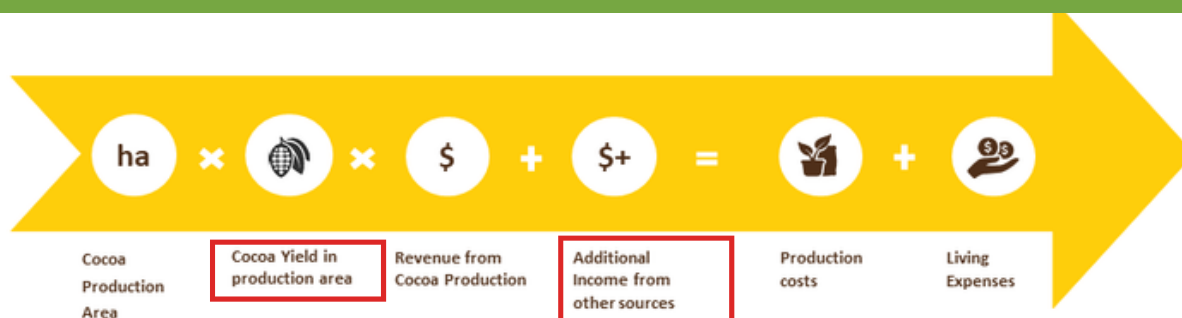 ha × × $ + $+ = +
Cocoa
Production
Area
Cocoa Yield in
production area
Revenue from
Cocoa Production
Additional
Income from
other sources
Production
costs
Living
Expenses